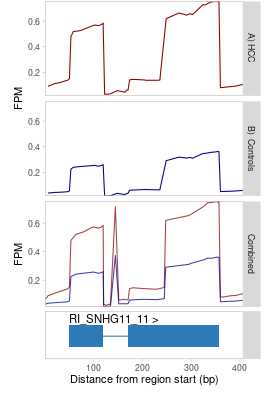 0.6
0.4
0.2
A) HCC
FPM
0.6
0.4
0.2
B) Controls
0.6
0.4
0.2
FPM
Combined
RI_SNHG11_11 >
100 200 300 400
Distance from region start (bp)